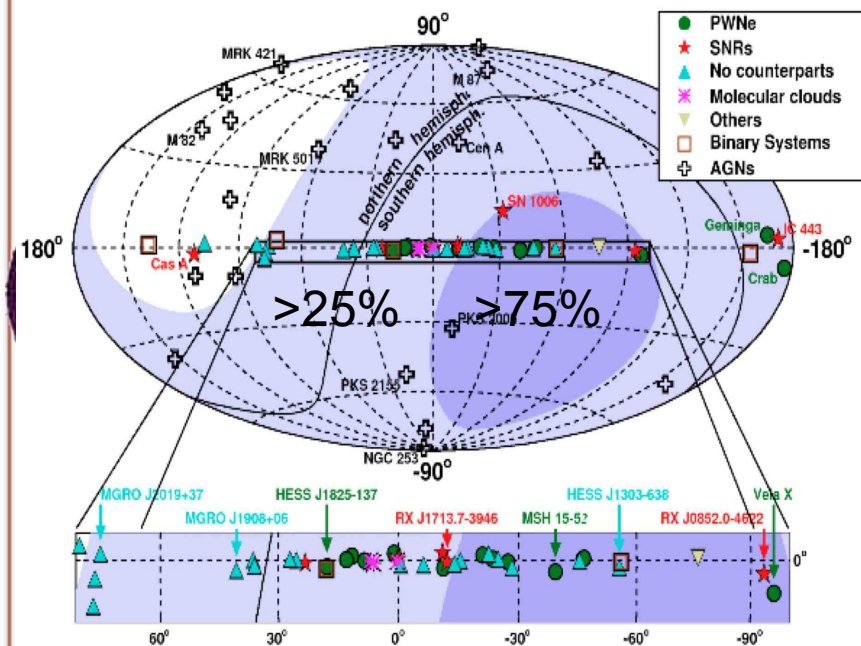 90°
PWNe
SNRs
No counterparts
Molecular clouds
Others
Binary Systems
AGNs
MRK 421
M 87
M 82
MRK 501
northern hemisph.
southern hemisph.
Cen A
SN 1006
Geminga
IC 443
180°
-180°
Cas A
Crab
>25%
>75%
PKS
PKS 2155
NGC 253
-90°
MGRO J2019+37
HESS J1825-137
HESS J1303-638
Vela X
MGRO J1908+06
RX J1713.7-3946
MSH 15-52
RX J0852.0-4622
0°
60°
30°
0°
-30°
-60°
-90°